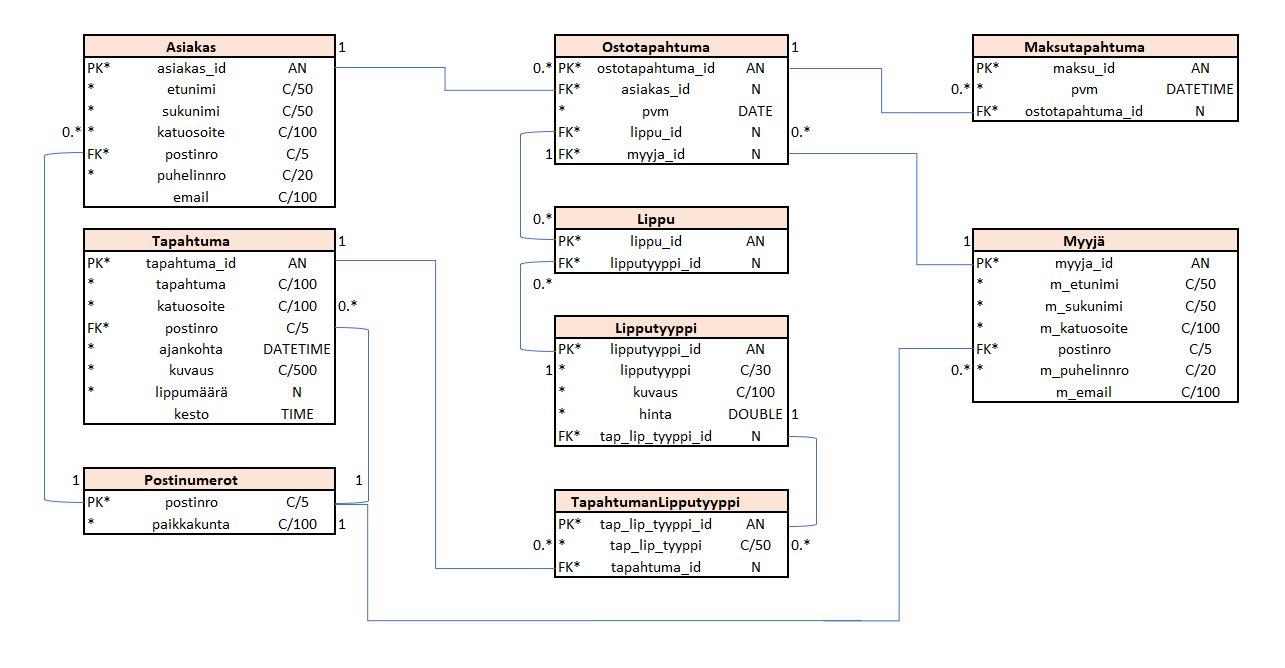 Asiakas 1
PK* asiakas_id AN
* etunimi C/50
* sukunimi C/50
0.* * katuosoite C/100
FK* postinro C/5
* puhelinnro C/20
email C/100
Ostotapahtuma 1
0.* PK* ostotapahtuma_id AN
FK* asiakas_id N
* pvm DATE
FK* lippu_id N 0.*
1 FK* myyja_id N
Maksutapahtuma
PK* maksu_id AN
0.* * pvm DATETIME
FK* ostotapahtuma_id N
0.* Lippu
PK* lippu_id AN
FK* lipputyyppi_id N
0.*
Tapahtuma 1
PK* tapahtuma_id AN
* tapahtuma C/100
* katuosoite C/100 0.*
FK* postinro C/5
* ajankohta DATETIME
* kuvaus C/500
* lippumäärä N
kesto TIME
Lipputyyppi
PK* lipputyyppi_id AN
1 * lipputyyppi C/30
* kuvaus C/100
* hinta DOUBLE 1
FK* tap_lip_tyyppi_id N
1 Myyjä
PK* myyja_id AN
* m_etunimi C/50
* m_sukunimi C/50
* m_katuosoite C/100
FK* postinro C/5
0.* * m_puhelinnro C/20
m_email C/100
1 Postinumerot 1
PK* postinro C/5
* paikkakunta C/100 1
TapahtumanLipputyyppi
PK* tap_lip_tyyppi_id AN
0.* * tap_lip_tyyppi C/50 0.*
FK* tapahtuma_id N